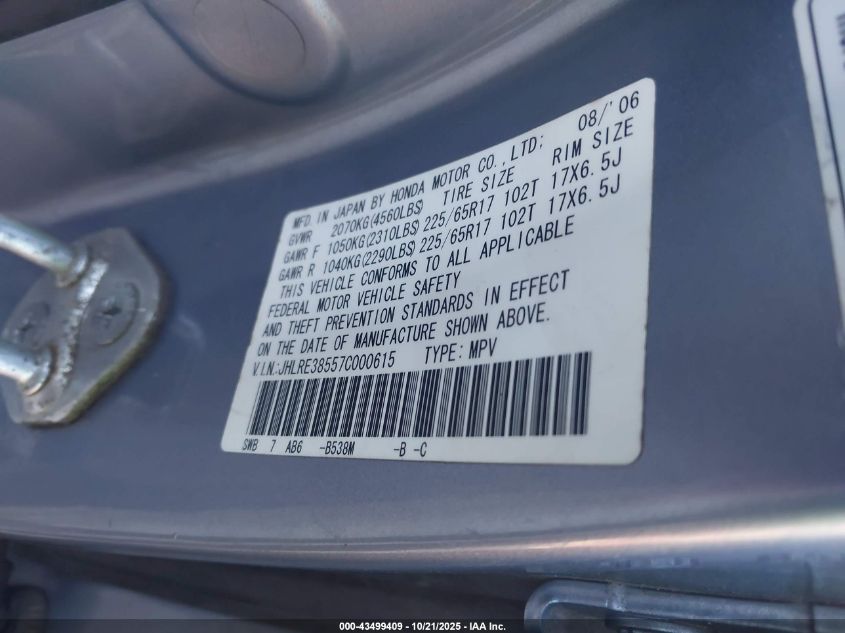 MFD. IN JAPAN BY HONDA MOTOR CO.,LTD; 08/'06
GVWR 2070KG(4560LBS) TIRE SIZE RIM SIZE
GAWR F 1050KG(2310LBS) 225/65R17 102T 17X6.5J
GAWR R 1040KG(2290LBS) 225/65R17 102T 17X6.5J
THIS VEHICLE CONFORMS TO ALL APPLICABLE
FEDERAL MOTOR VEHICLE SAFETY
AND THEFT PREVENTION STANDARDS IN EFFECT
ON THE DATE OF MANUFACTURE SHOWN ABOVE.
V.I.N.:JHLRE38557C000615 TYPE: MPV
SWB 7 AB6 -B538M -B -C
000-43499409 - 10/21/2025 - IAA Inc.